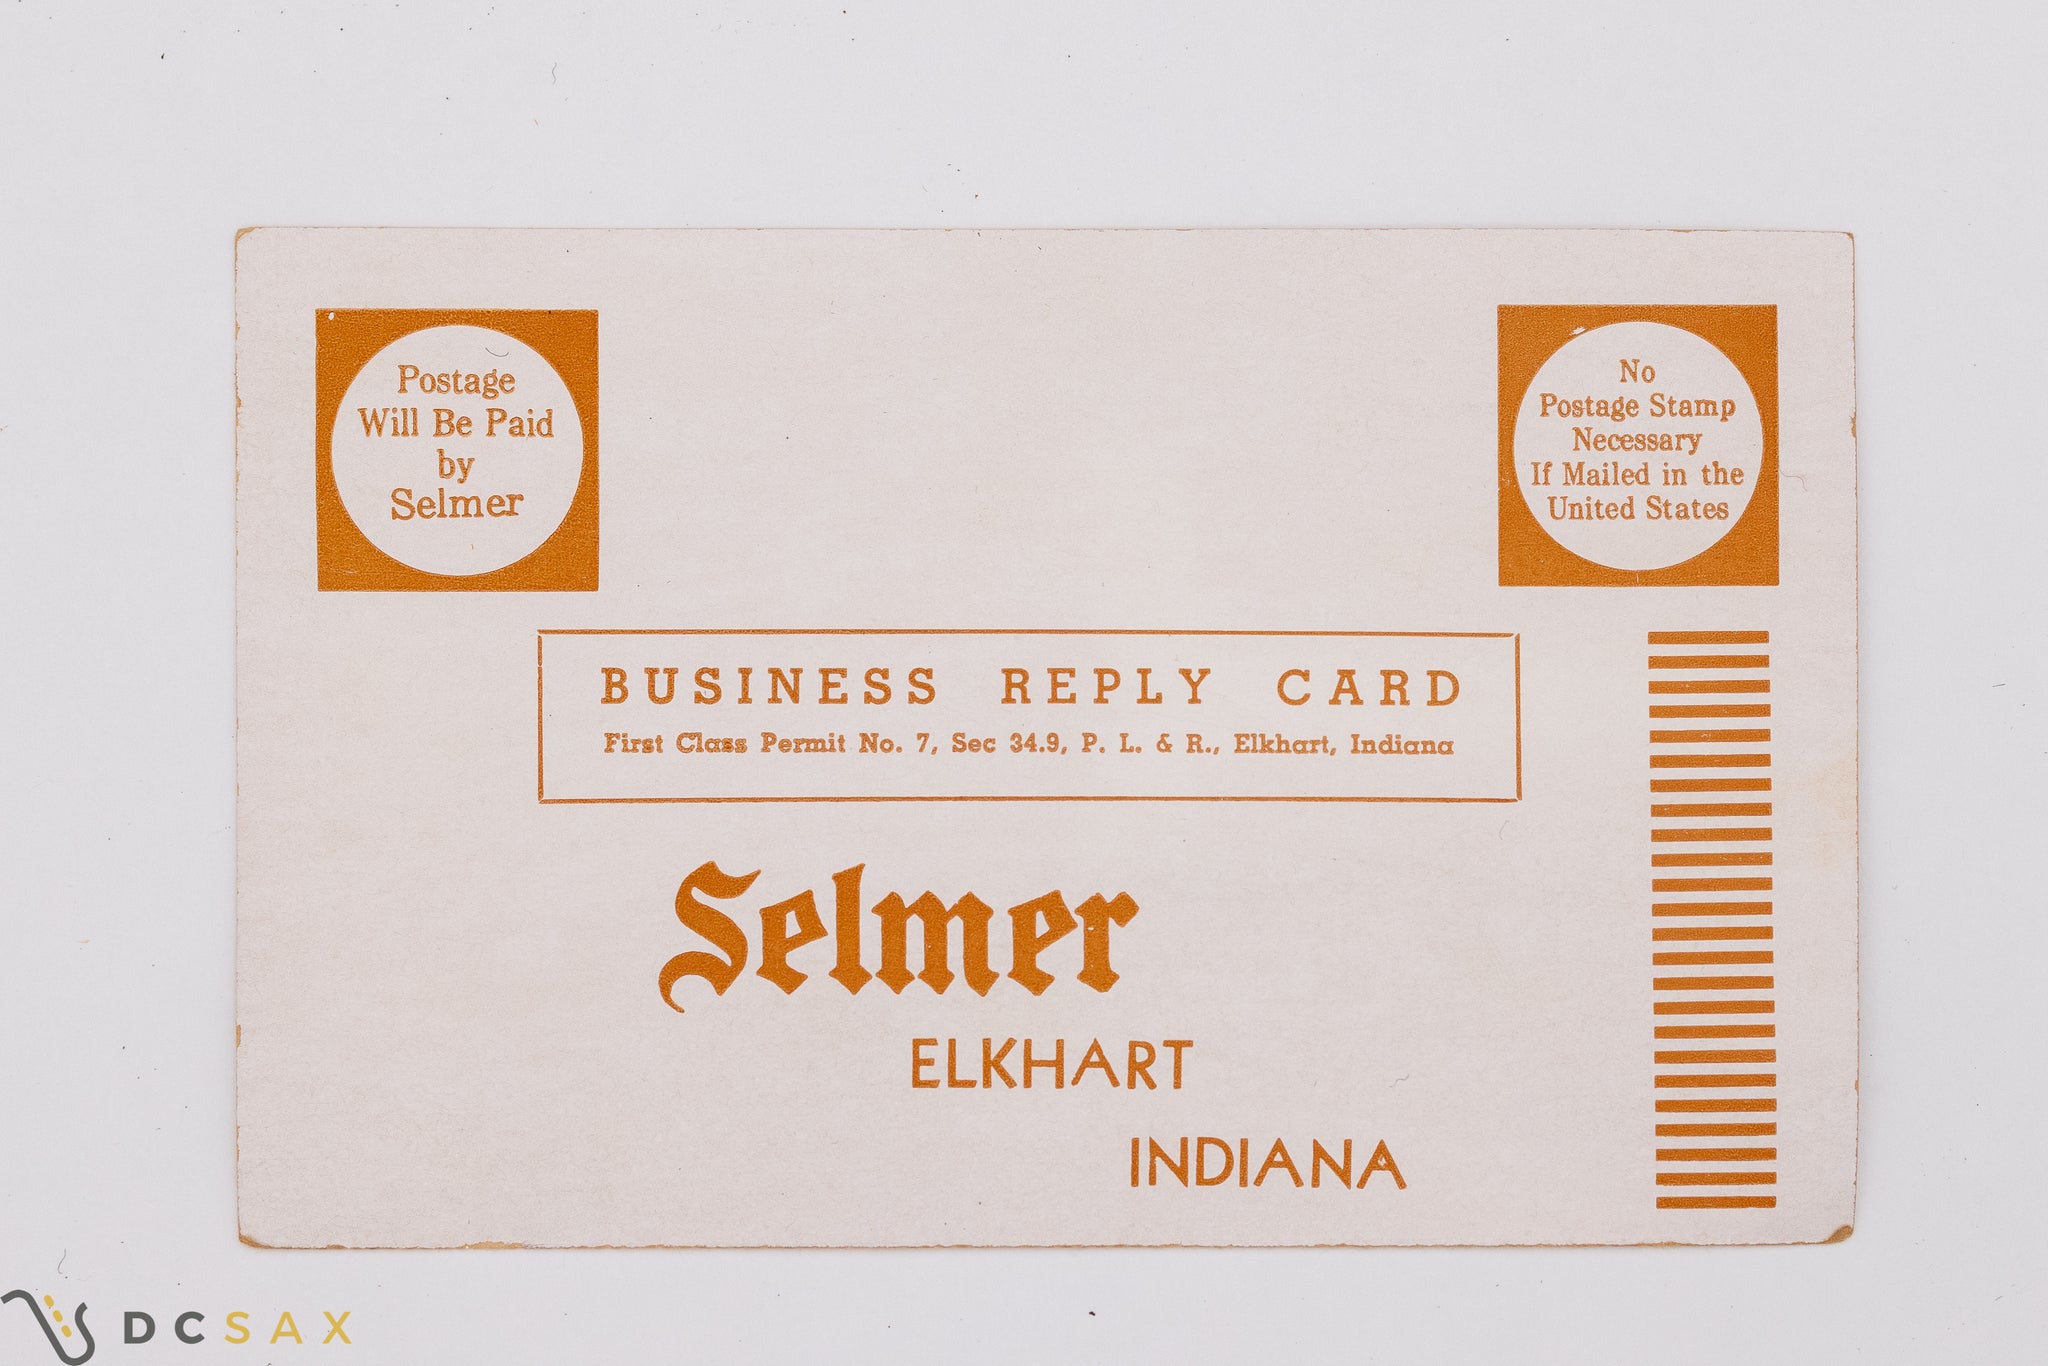 Postage
Will Be Paid
by
Selmer
No
Postage Stamp
Necessary
If Mailed in the
United States
BUSINESS REPLY CARD
First Class Permit No. 7, Sec 34.9, P. L. & R., Elkhart, Indiana
Selmer
ELKHART
INDIANA
DCSAX